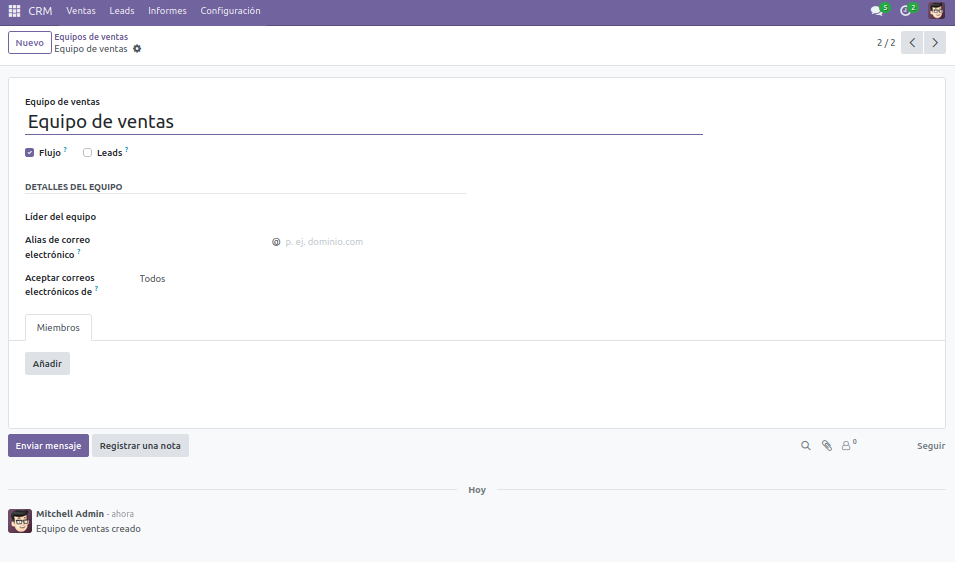 CRM Ventas Leads Informes Configuración 5 2
Nuevo Equipos de ventas
Equipo de ventas 2 / 2
Equipo de ventas
Equipo de ventas
Flujo ? Leads ?
DETALLES DEL EQUIPO
Líder del equipo
Alias de correo
electrónico ? @ p. ej. dominio.com
Aceptar correos Todos
electrónicos de ?
Miembros
Añadir
Enviar mensaje Registrar una nota 0 Seguir
Hoy
Mitchell Admin - ahora
Equipo de ventas creado